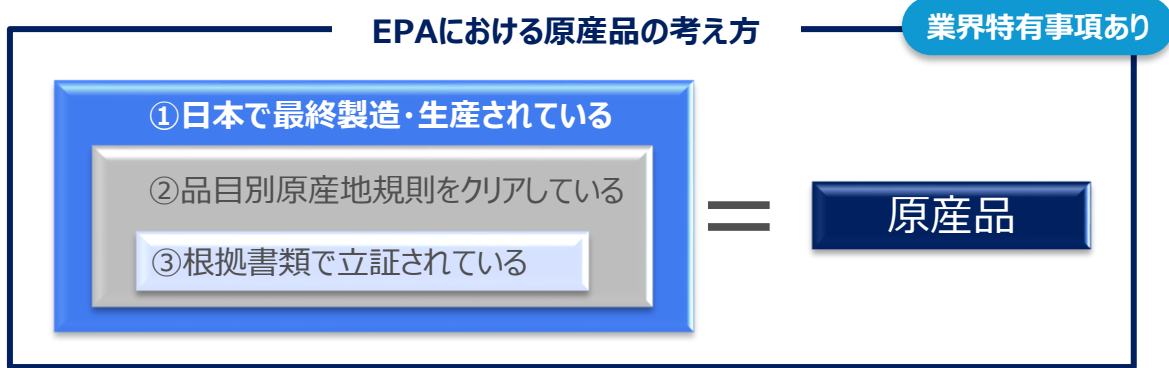 EPAにおける原産品の考え方
業界特有事項あり
①日本で最終製造・生産されている
②品目別原産地規則をクリアしている
③根拠書類で立証されている
=
原産品